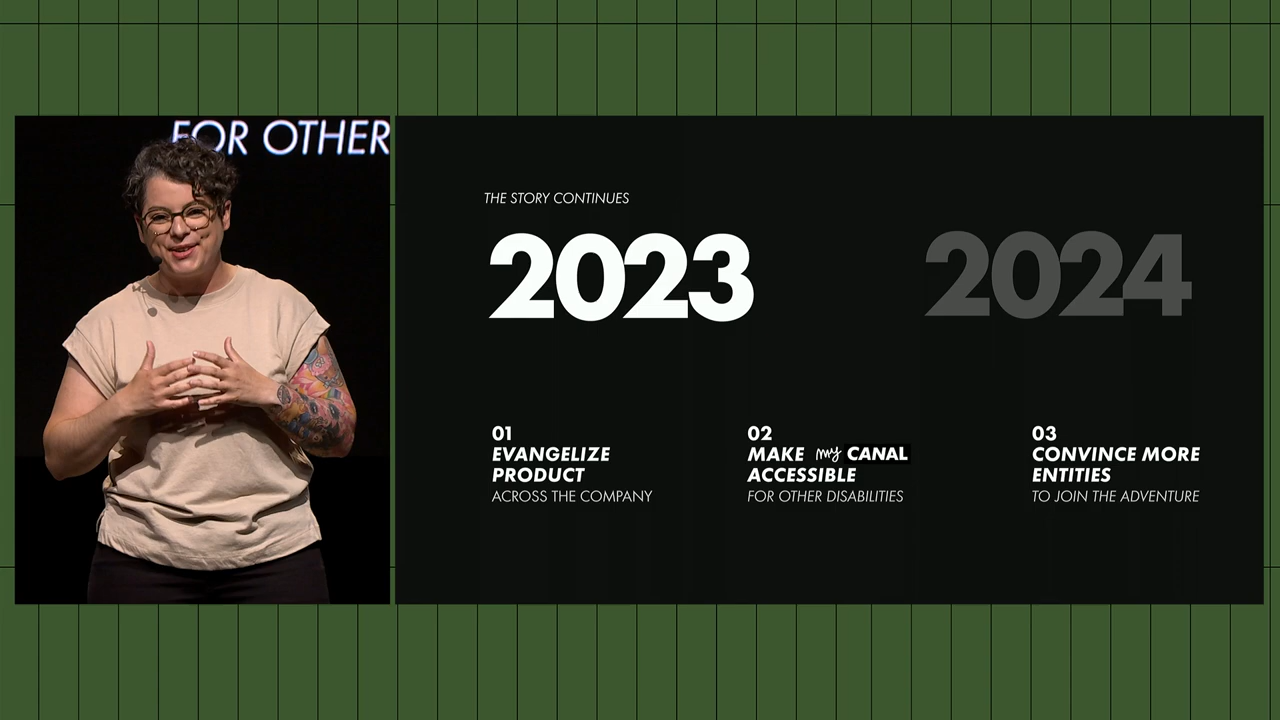 FOR OTHER
THE STORY CONTINUES
2023
2024
01
EVANGELIZE
PRODUCT
ACROSS THE COMPANY
02
MAKE my CANAL
ACCESSIBLE
FOR OTHER DISABILITIES
03
CONVINCE MORE
ENTITIES
TO JOIN THE ADVENTURE